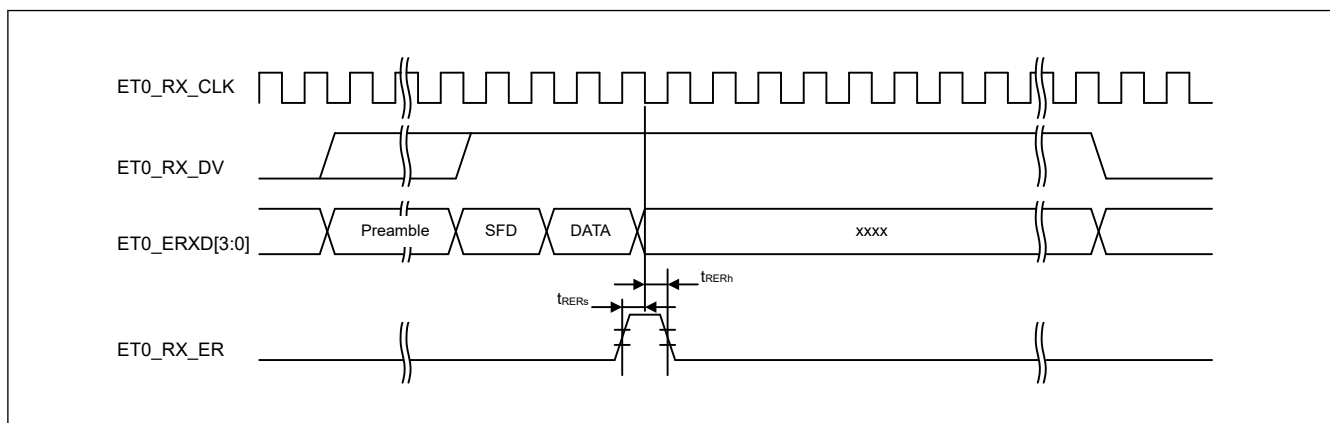 ET0_RX_CLK
ET0_RX_DV
ET0_ERXD[3:0]
Preamble
SFD
DATA
xxxx
tRERs
tRERh
ET0_RX_ER